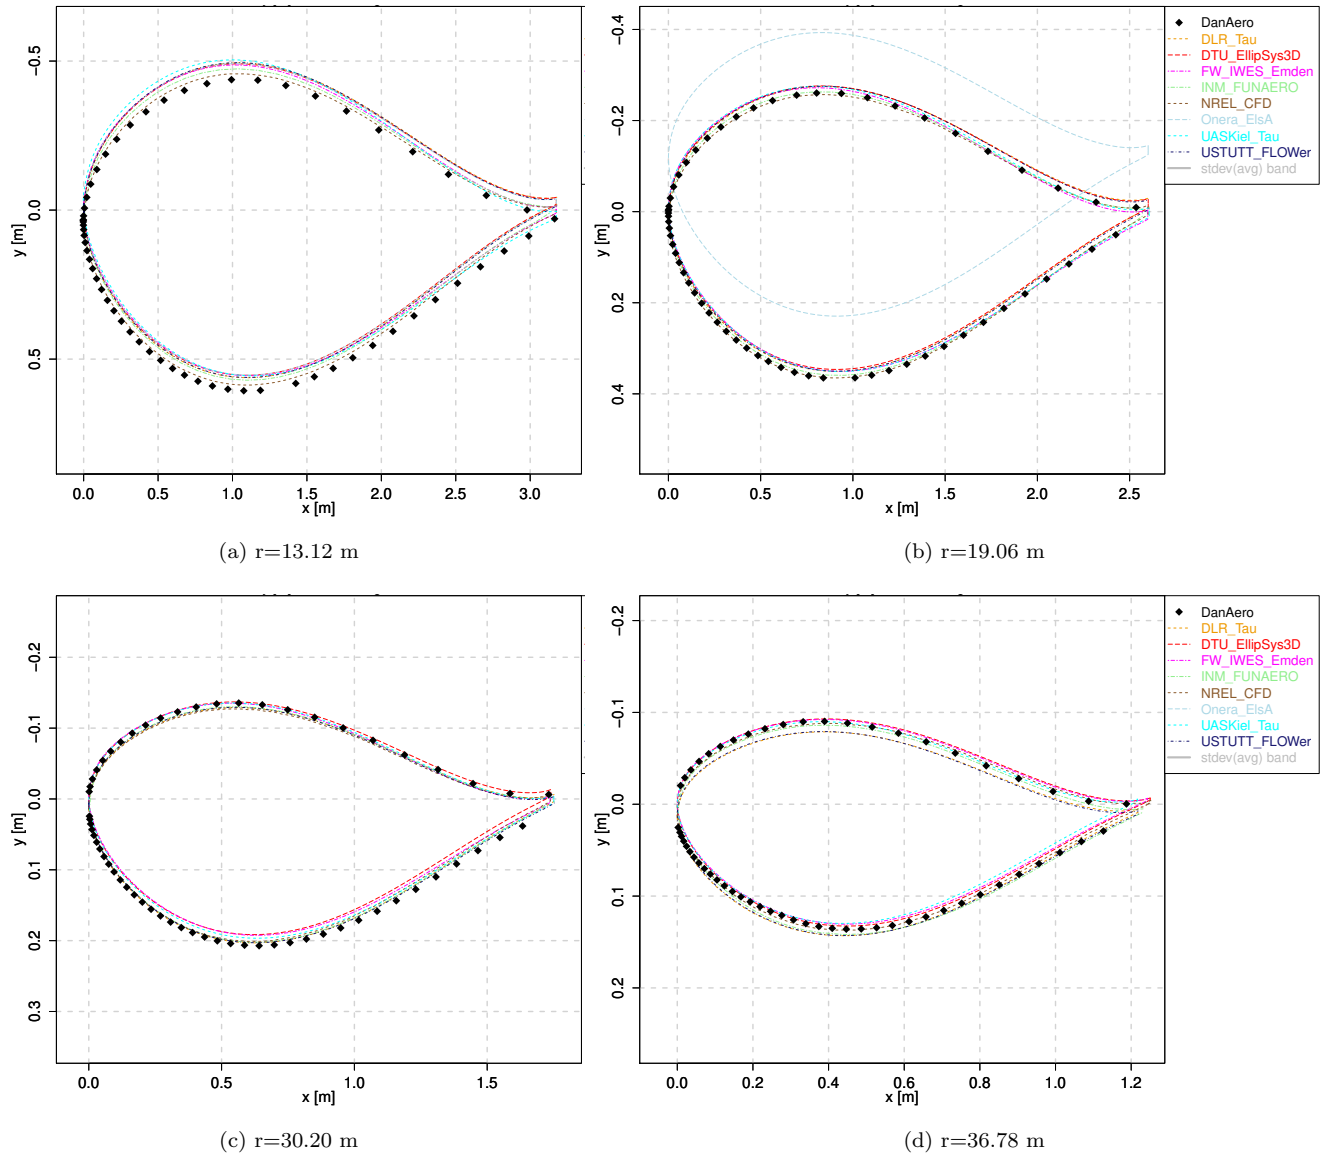 -0.5
0.0
0.5
y [m]
0.0 0.5 1.0 1.5 2.0 2.5 3.0
x [m]
(a) r=13.12 m
-0.4
-0.2
0.0
0.2
0.4
y [m]
0.0 0.5 1.0 1.5 2.0 2.5
x [m]
DanAero
DLR_Tau
DTU_EllipSys3D
FW_IWES_Emden
INM_FUNAERO
NREL_CFD
Onera_ElsA
UASKiel_Tau
USTUTT_FLOWer
stdev(avg) band
(b) r=19.06 m
-0.2
-0.1
0.0
0.1
0.2
0.3
y [m]
0.0 0.5 1.0 1.5
x [m]
(c) r=30.20 m
-0.2
-0.1
0.0
0.1
0.2
y [m]
0.0 0.2 0.4 0.6 0.8 1.0 1.2
x [m]
DanAero
DLR_Tau
DTU_EllipSys3D
FW_IWES_Emden
INM_FUNAERO
NREL_CFD
Onera_ElsA
UASKiel_Tau
USTUTT_FLOWer
stdev(avg) band
(d) r=36.78 m